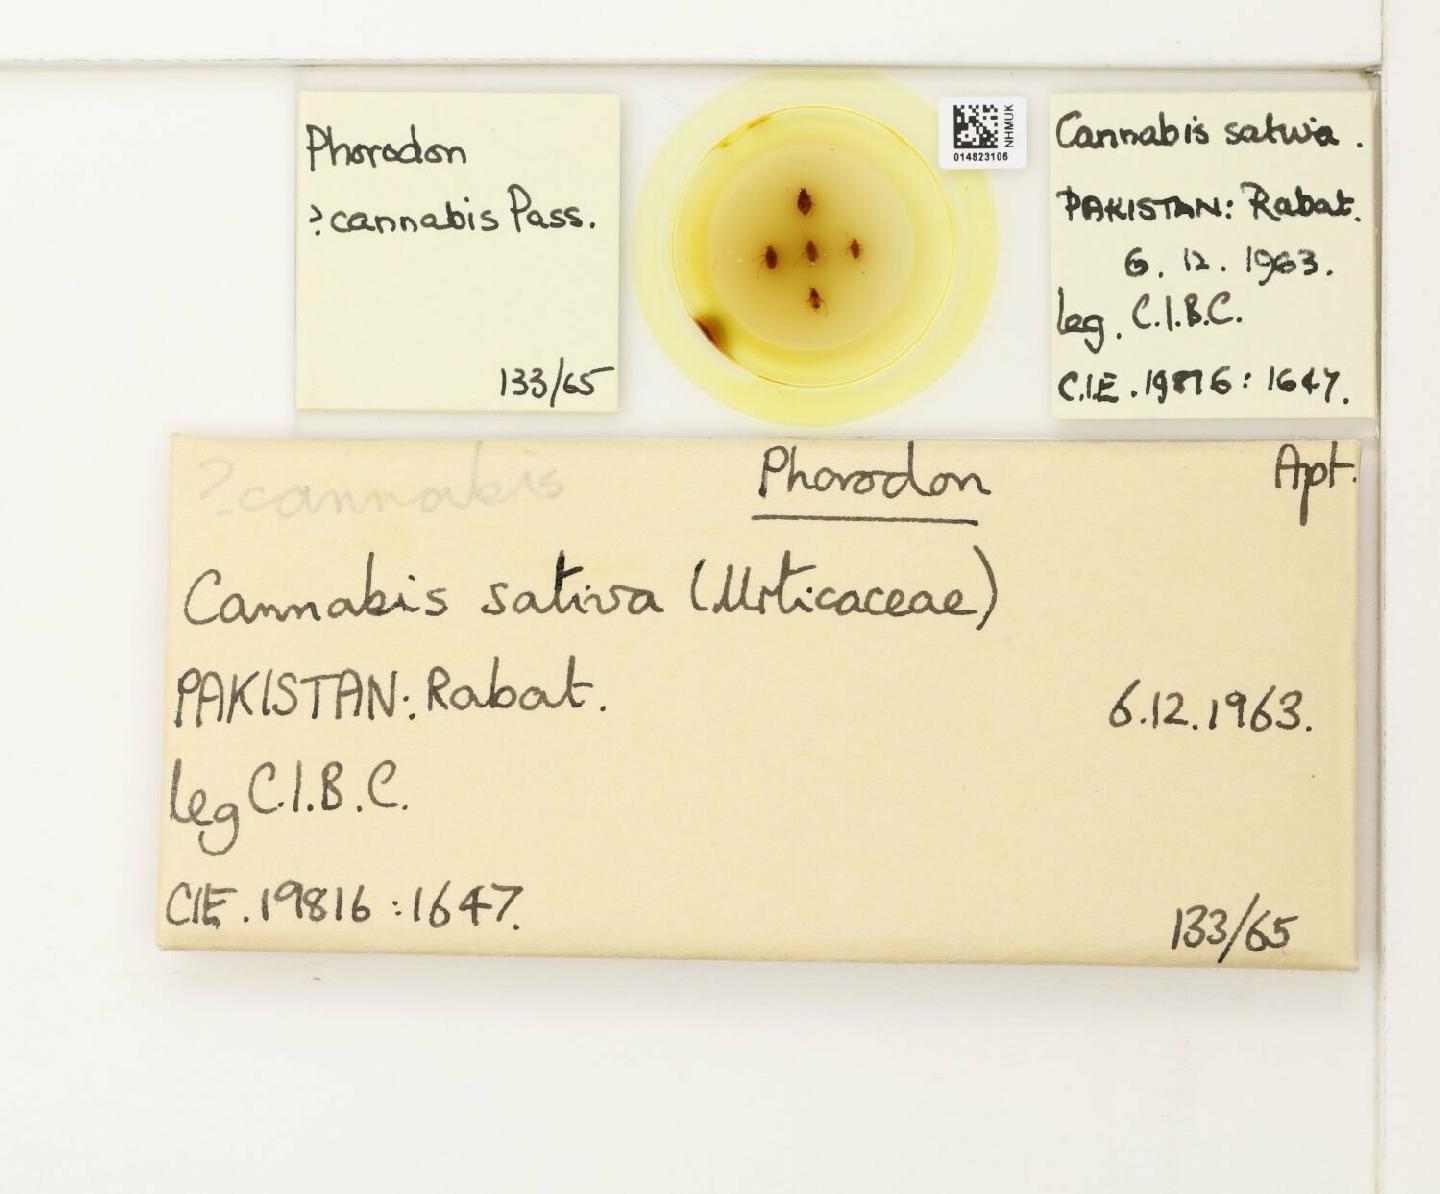 Phorodon
?cannabis Pass.
133/65
NHMUK
014823106
Cannabis sativa.
PAKISTAN: Rabat.
6.12.1963.
leg. C.I.B.C.
C.I.E. 19816: 1647.
?cannabis
Phorodon
Apt.
Cannabis sativa (Urticaceae)
PAKISTAN: Rabat.
6.12.1963.
leg C.I.B.C.
CIE. 19816:1647.
133/65